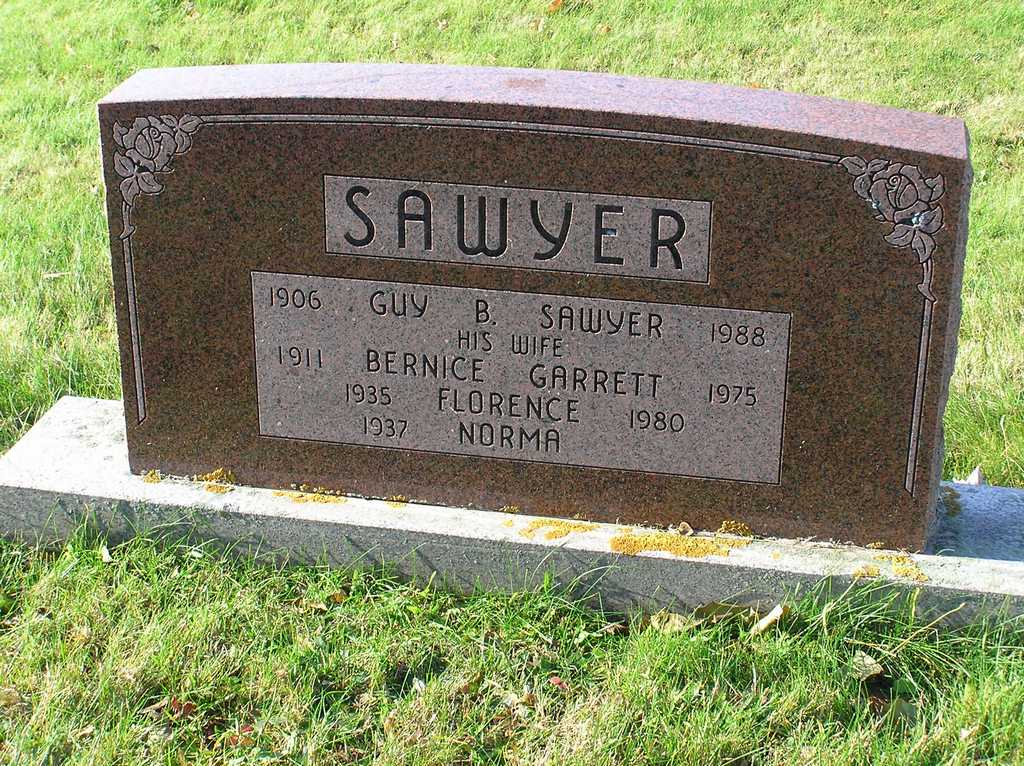 SAWYER
1906 GUY B. SAWYER 1988
HIS WIFE
1911 BERNICE GARRETT 1975
1935 FLORENCE 1980
1937 NORMA